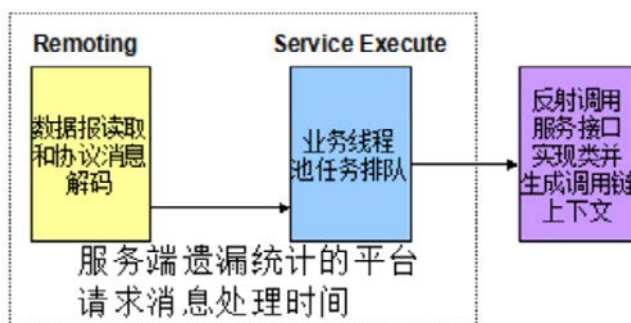 Remoting
Service Execute
数据报读取
和协议消息
解码
业务线程
池任务排队
反射调用
服务接口
实现类并
生成调用链
上下文
服务端遗漏统计的平台
请求消息处理时间